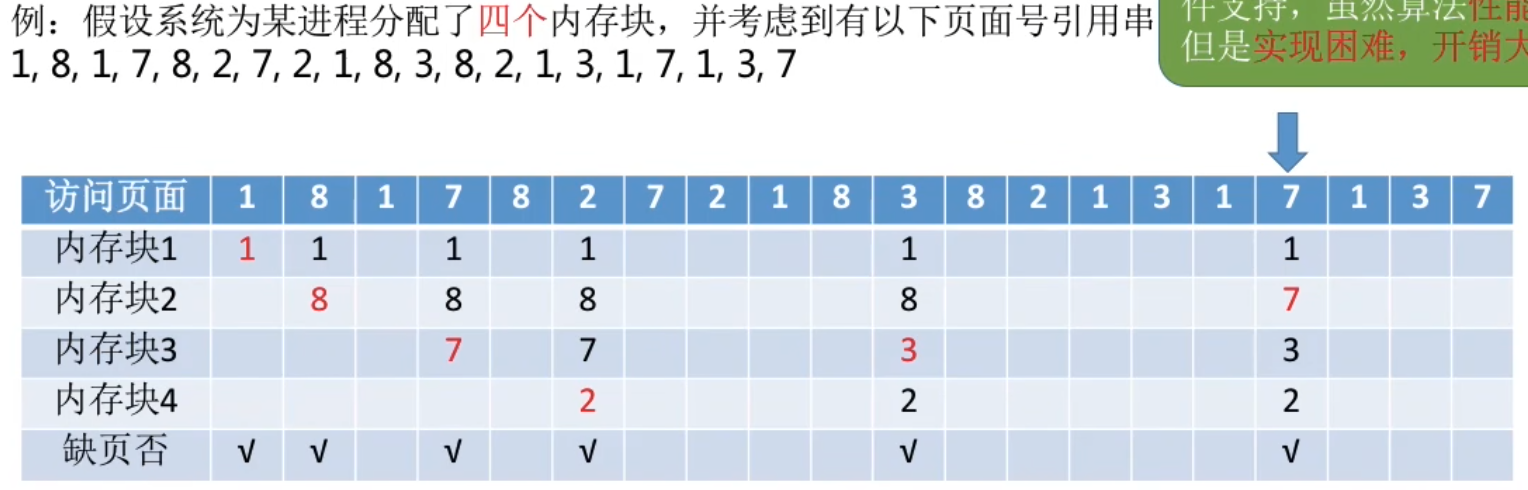 例：假设系统为某进程分配了四个内存块，并考虑到有以下页面号引用串
1, 8, 1, 7, 8, 2, 7, 2, 1, 8, 3, 8, 2, 1, 3, 1, 7, 1, 3, 7
件支持，虽然算法性能
但是实现困难，开销大
访问页面 1 8 1 7 8 2 7 2 1 8 3 8 2 1 3 1 7 1 3 7
内存块1 1 1 1 1 1 1
内存块2 8 8 8 8 7
内存块3 7 7 3 3
内存块4 2 2 2
缺页否 √ √ √ √ √ √